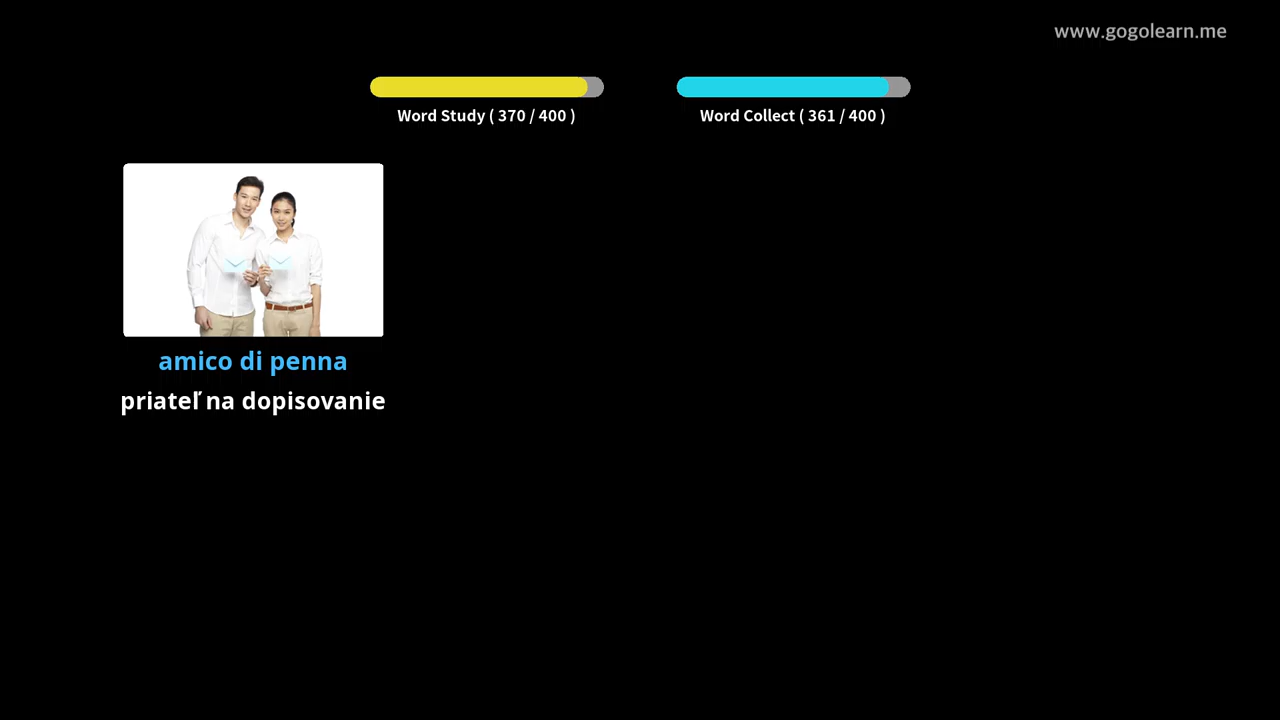 www.gogolearn.me
Word Study ( 370 / 400 )
Word Collect ( 361 / 400 )
amico di penna
priateľ na dopisovanie